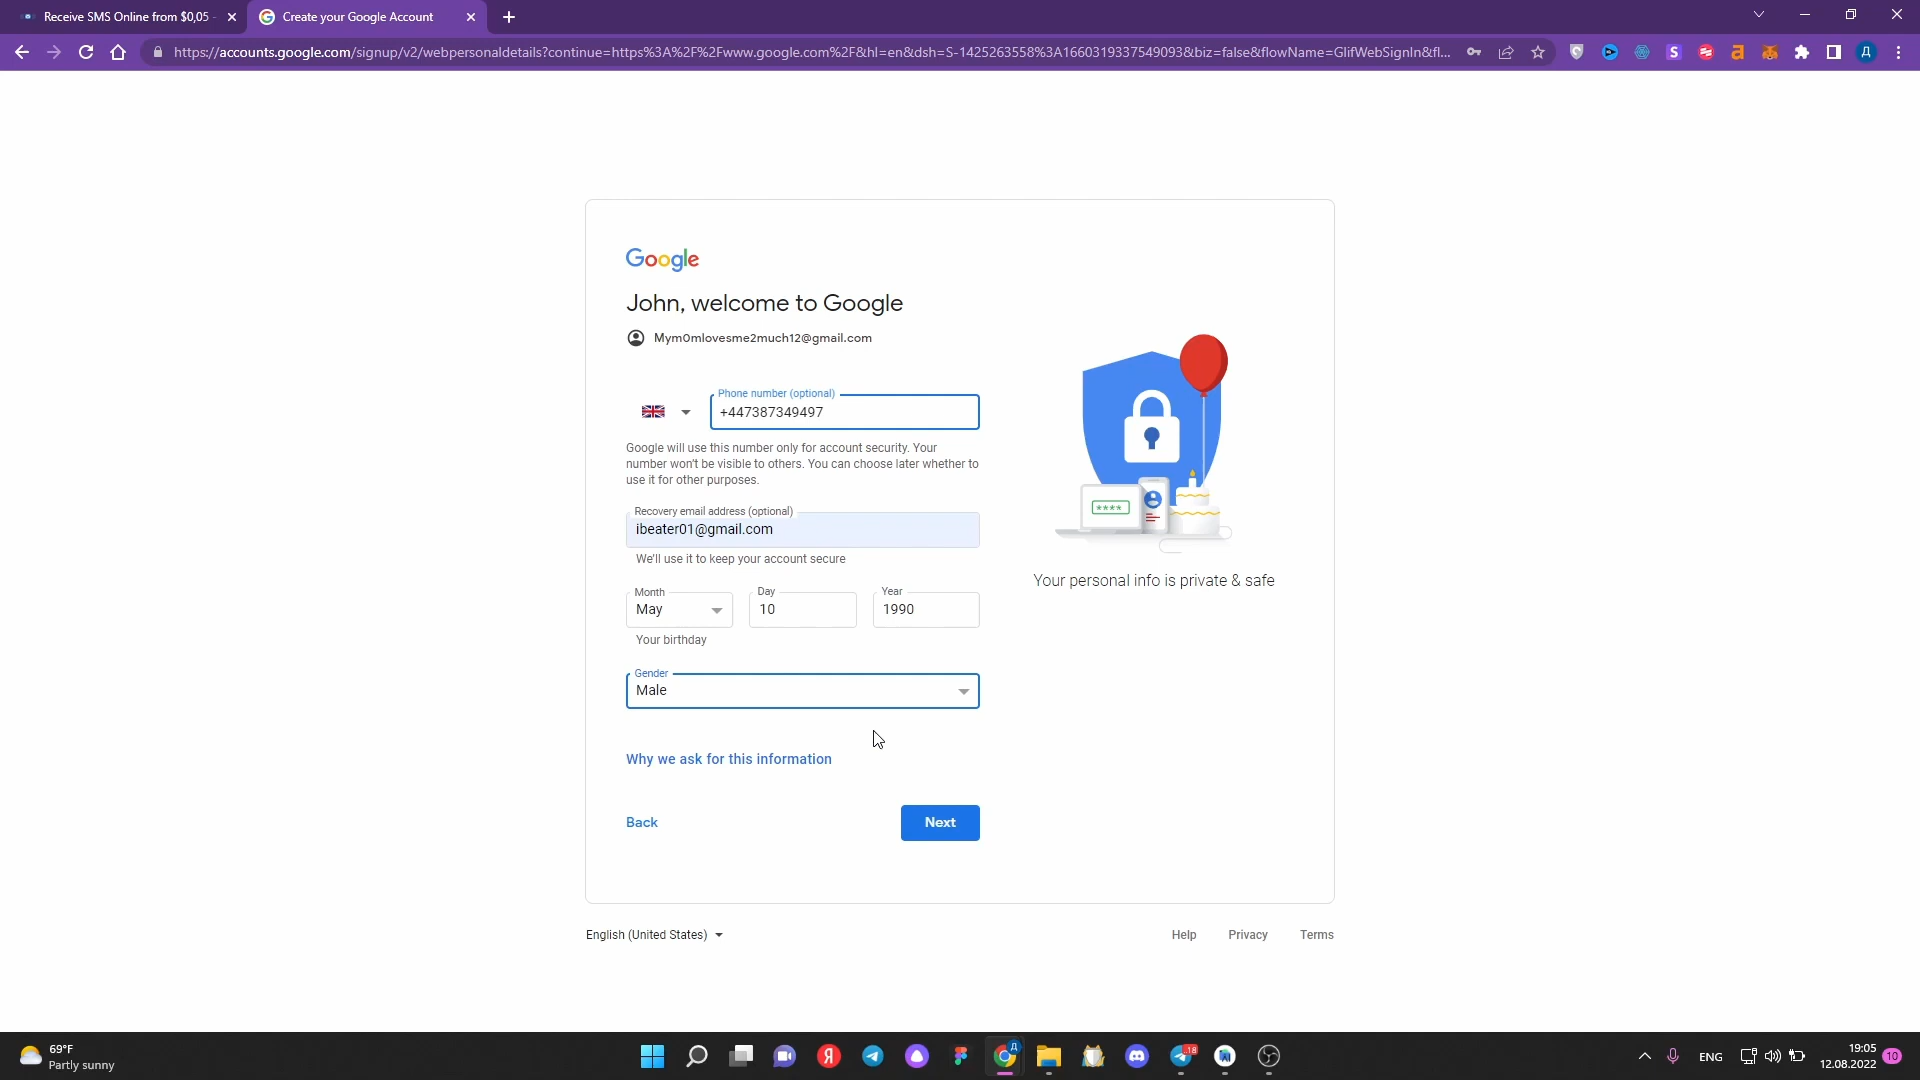 Receive SMS Online from $0,05 -
Create your Google Account
https://accounts.google.com/signup/v2/webpersonaldetails?continue=https%3A%2F%2Fwww.google.com%2F&hl=en&dsh=S-1425263558%3A1660319337549093&biz=false&flowName=GlifWebSignIn&fl...
Google
John, welcome to Google
Mym0mlovesme2much12@gmail.com
Phone number (optional)
+447387349497
Google will use this number only for account security. Your
number won't be visible to others. You can choose later whether to
use it for other purposes.
Recovery email address (optional)
ibeater01@gmail.com
We'll use it to keep your account secure
Month
Day
Year
May
10
1990
Your birthday
Gender
Male
Why we ask for this information
Back
Next
****
Your personal info is private & safe
English (United States)
Help
Privacy
Terms
69°F
Partly sunny
18
ENG
19:05
12.08.2022
10